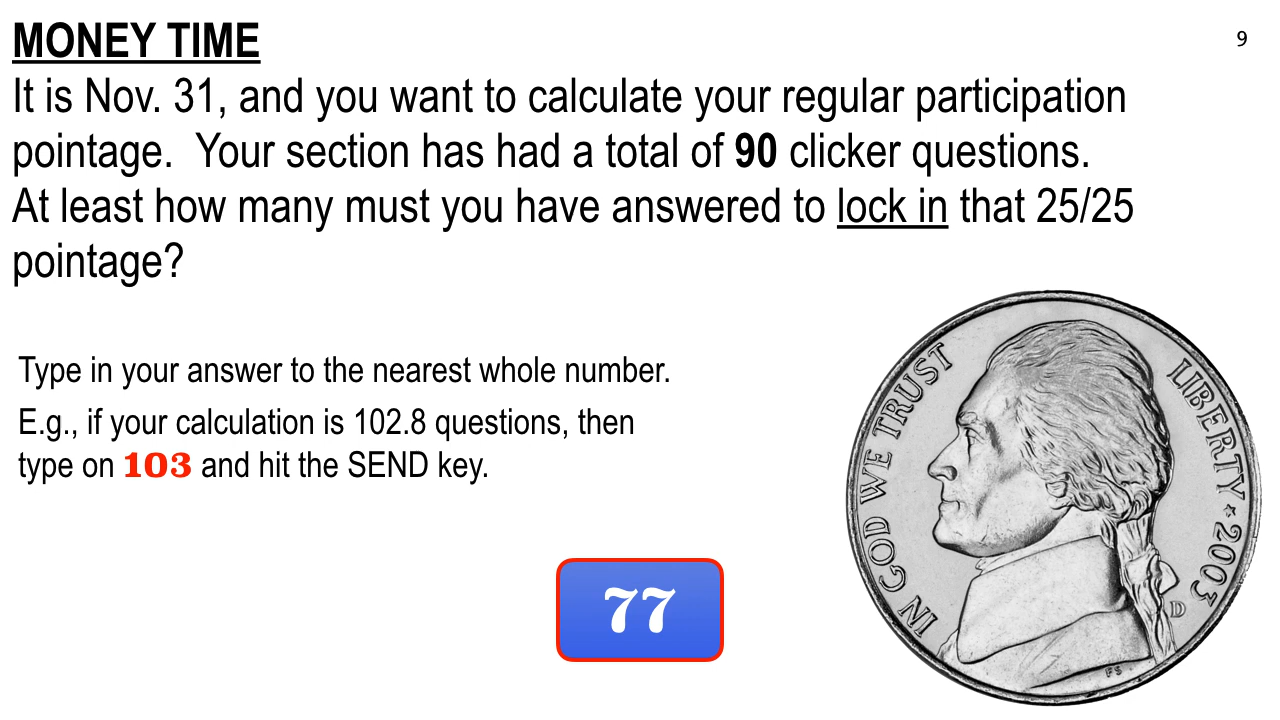 MONEY TIME
9
It is Nov. 31, and you want to calculate your regular participation
pointage.  Your section has had a total of 90 clicker questions.
At least how many must you have answered to lock in that 25/25
pointage?
Type in your answer to the nearest whole number.
E.g., if your calculation is 102.8 questions, then
type on 103 and hit the SEND key.
77
IN GOD WE TRUST
LIBERTY ★ 2003
D
FS